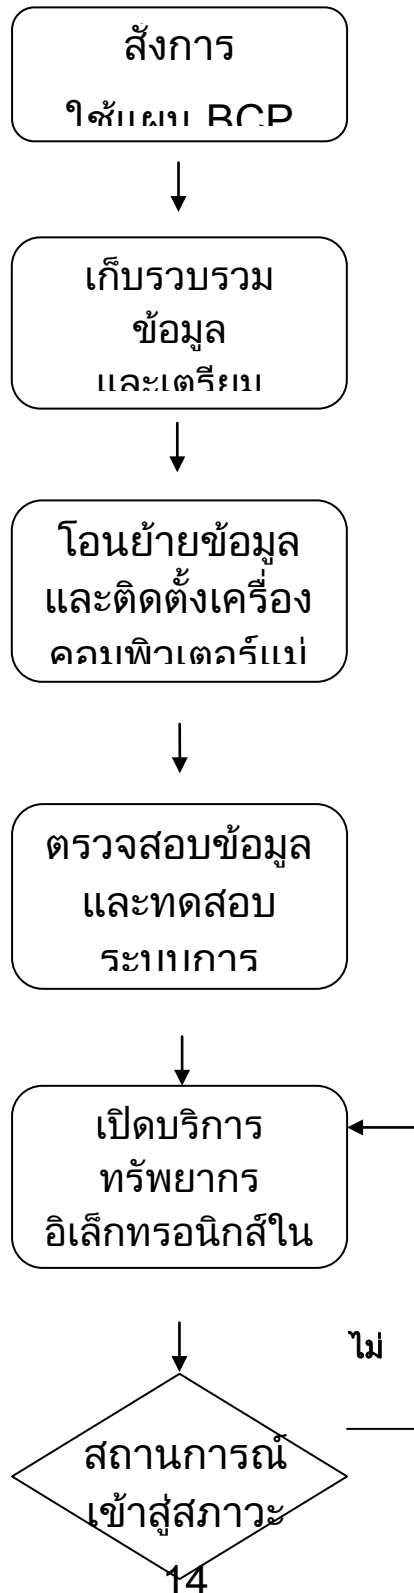 สั่งการ
ใช้แผน BCP
เก็บรวบรวม
ข้อมูล
และเตรียม
โอนย้ายข้อมูล
และติดตั้งเครื่อง
คอมพิวเตอร์แม่
ตรวจสอบข้อมูล
และทดสอบ
ระบบการ
เปิดบริการ
ทรัพยากร
อิเล็กทรอนิกส์ใน
ไม่
สถานการณ์
เข้าสู่สภาวะ
14